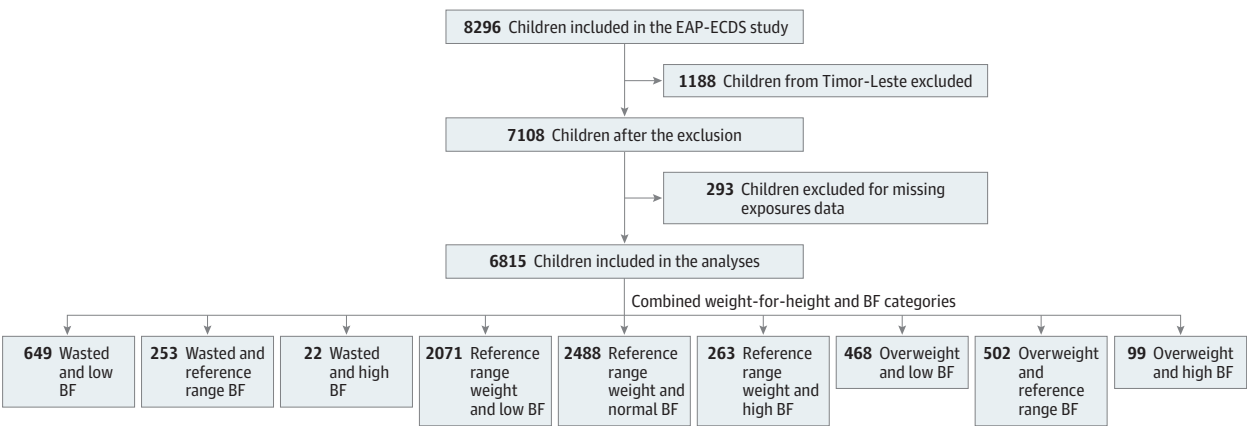 8296 Children included in the EAP-ECDS study
1188 Children from Timor-Leste excluded
7108 Children after the exclusion
293 Children excluded for missing
exposures data
6815 Children included in the analyses
Combined weight-for-height and BF categories
649 Wasted
and low
BF
253 Wasted and
reference
range BF
22 Wasted
and high
BF
2071 Reference
range
weight
and low BF
2488 Reference
range
weight and
normal BF
263 Reference
range
weight and
high BF
468 Overweight
and low BF
502 Overweight
and
reference
range BF
99 Overweight
and high BF